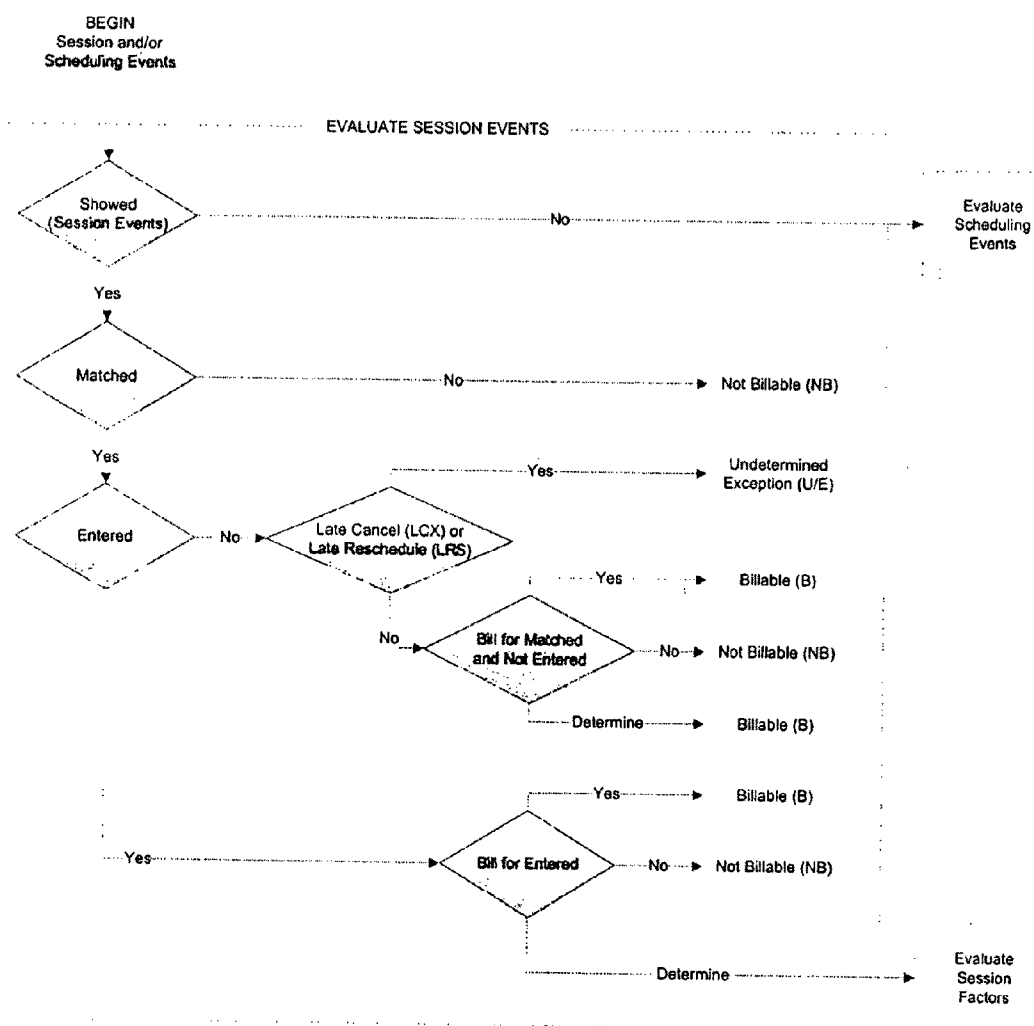 BEGIN
Session and/or
Scheduling Events
EVALUATE SESSION EVENTS
Showed
(Session Events)
No
Evaluate
Scheduling
Events
Yes
Matched
No
Not Billable (NB)
Yes
Yes
Undetermined
Exception (U/E)
Entered
No
Late Cancel (LCX) or
Late Reschedule (LRS)
Yes
Billable (B)
No
Bill for Matched
and Not Entered
No
Not Billable (NB)
Determine
Billable (B)
Yes
Billable (B)
Yes
Bill for Entered
No
Not Billable (NB)
Determine
Evaluate
Session
Factors